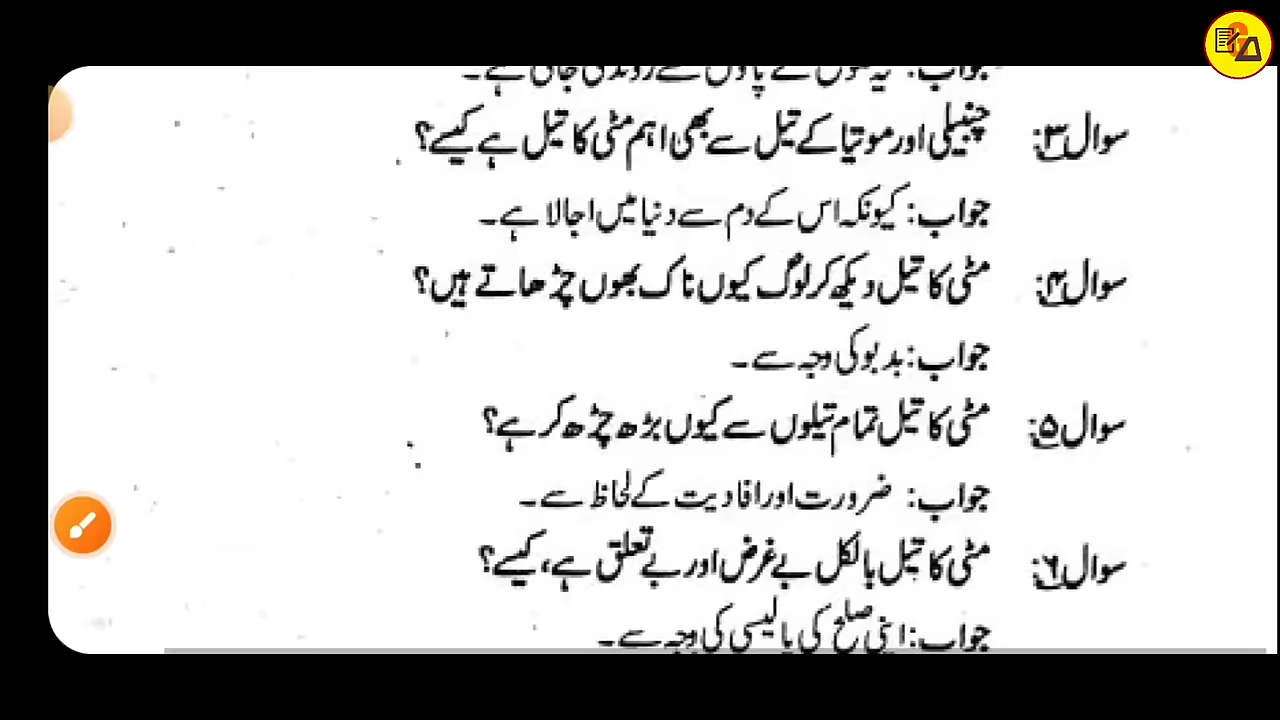 جواب: سے جاتی ہے۔
سوال ۳: چنبیلی اور موتیا کے تیل سے بھی اہم مٹی کا تیل ہے کیسے؟
جواب: کیونکہ اس کے دم سے دنیا میں اجالا ہے۔
سوال ۴: مٹی کا تیل دیکھ کر لوگ کیوں ناک بھوں چڑھاتے ہیں؟
جواب: بدبو کی وجہ سے۔
سوال ۵: مٹی کا تیل تمام تیلوں سے کیوں بڑھ چڑھ کر ہے؟
جواب: ضرورت اور افادیت کے لحاظ سے۔
سوال ۶: مٹی کا تیل بالکل بے غرض اور بے تعلق ہے، کیسے؟
جواب: اپنی صلح کی پالیسی کی وجہ سے۔